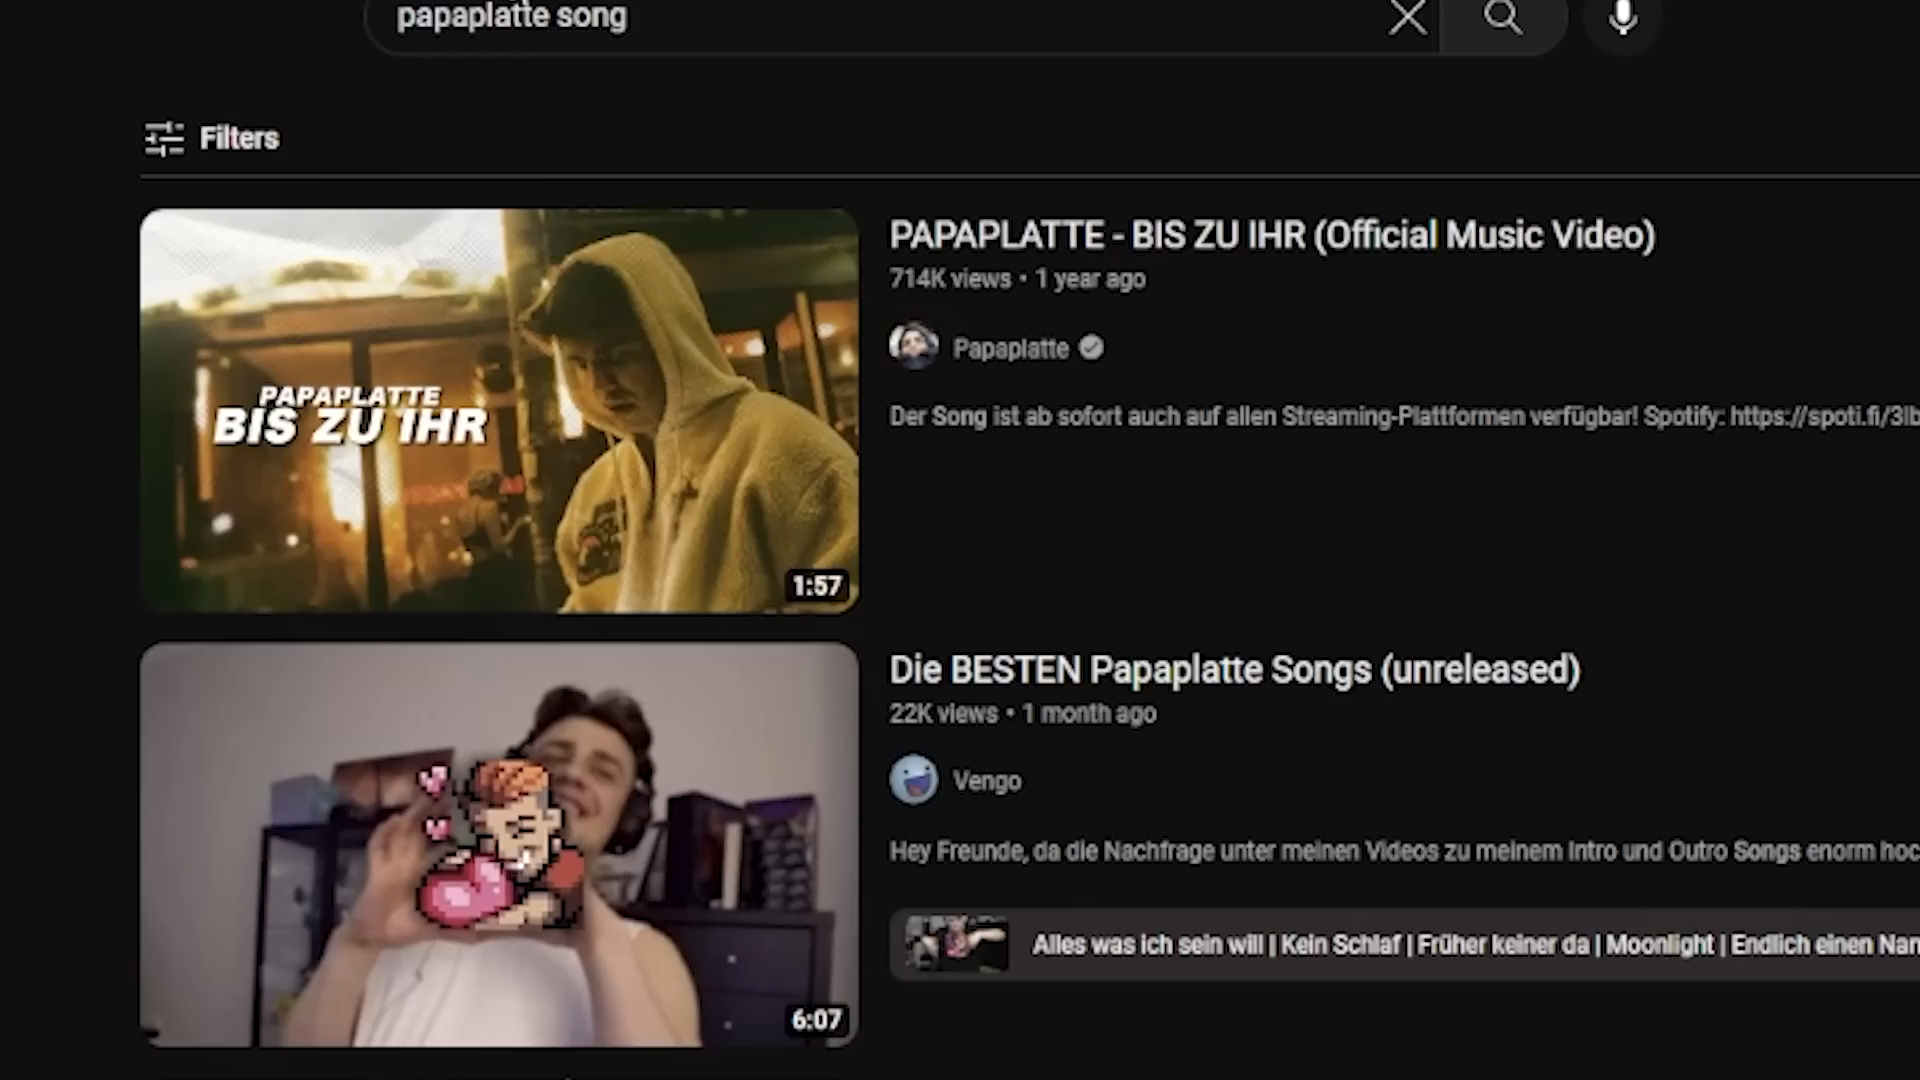 papaplatte song
Filters
PAPAPLATTE
BIS ZU IHR
1:57
PAPAPLATTE - BIS ZU IHR (Official Music Video)
714K views • 1 year ago
Papaplatte
Der Song ist ab sofort auch auf allen Streaming-Plattformen verfügbar! Spotify: https://spoti.fi/3lb
6:07
Die BESTEN Papaplatte Songs (unreleased)
22K views • 1 month ago
Vengo
Hey Freunde, da die Nachfrage unter meinen Videos zu meinem Intro und Outro Songs enorm hoc
Alles was ich sein will | Kein Schlaf | Früher keiner da | Moonlight | Endlich einen Nan